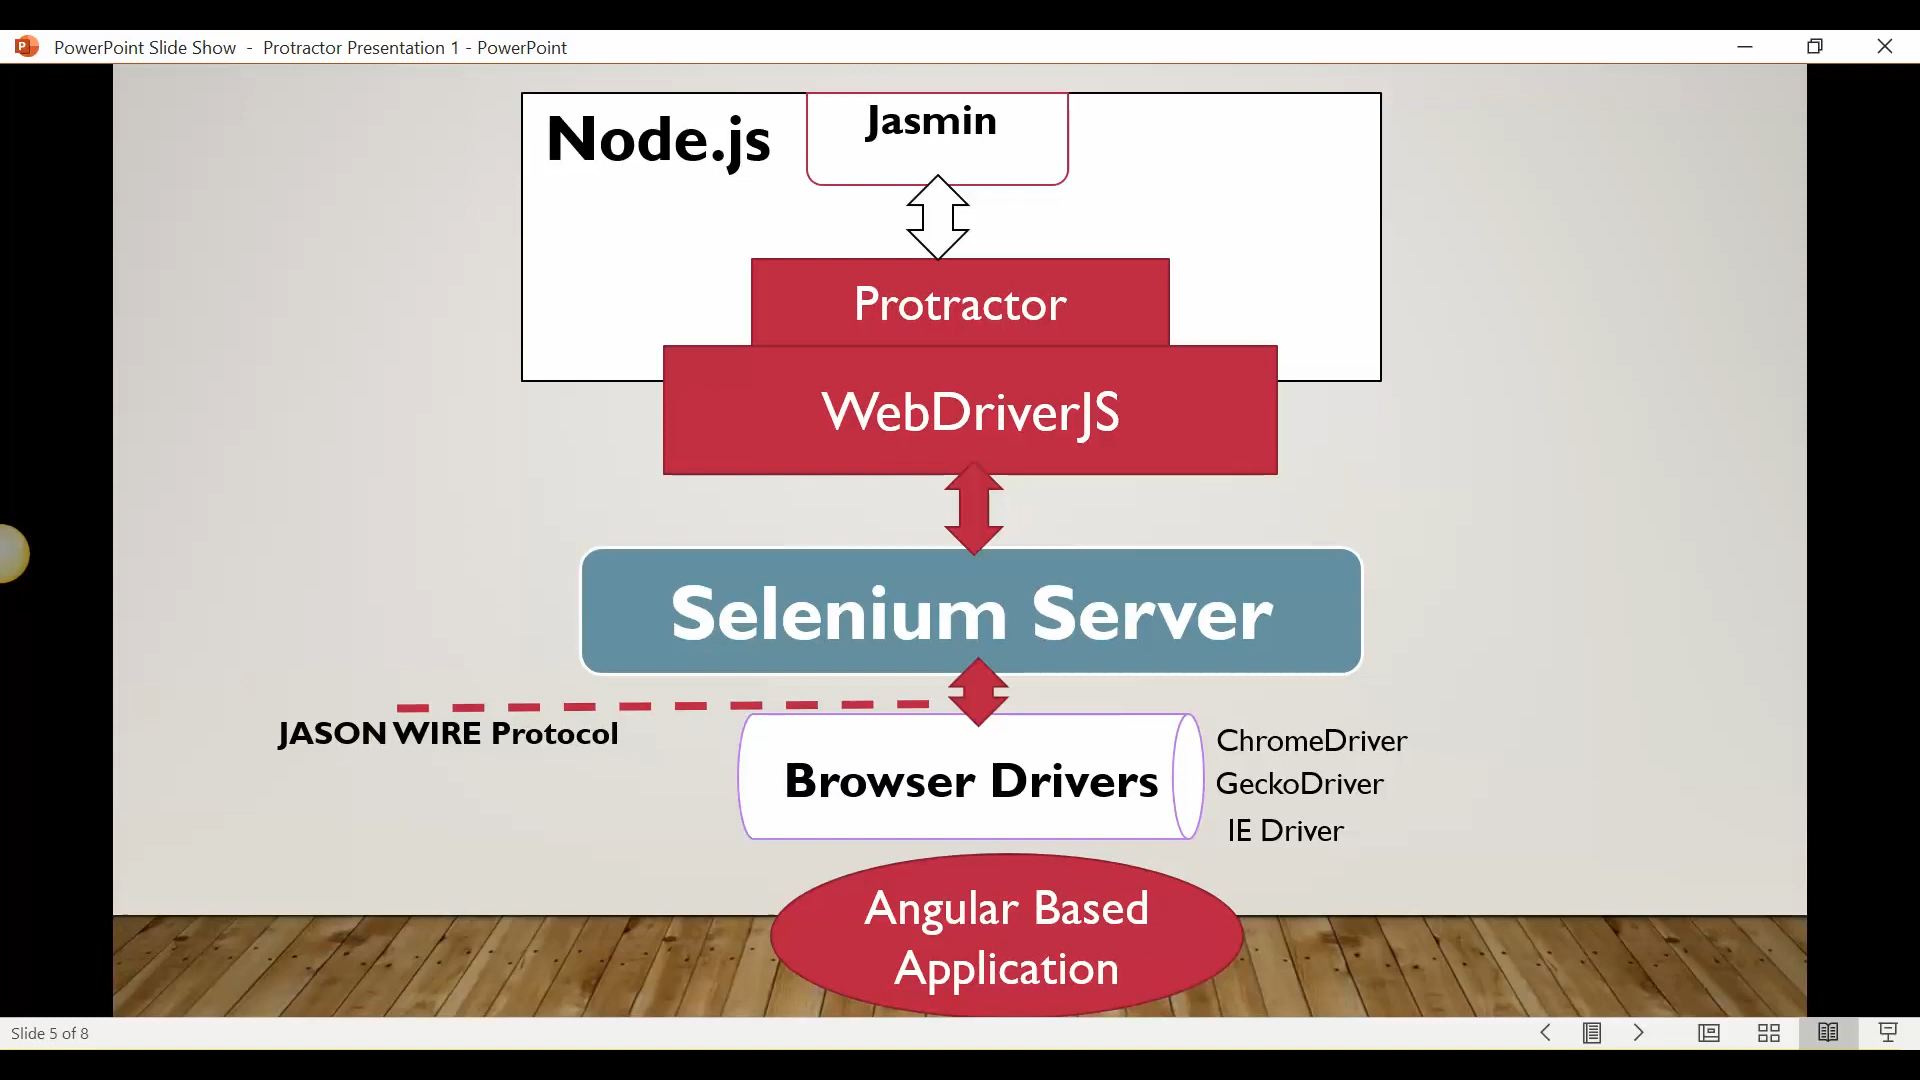 PowerPoint Slide Show - Protractor Presentation 1 - PowerPoint
Node.js
Jasmin
Protractor
WebDriverJS
Selenium Server
JASON WIRE Protocol
Browser Drivers
ChromeDriver
GeckoDriver
IE Driver
Angular Based
Application
Slide 5 of 8